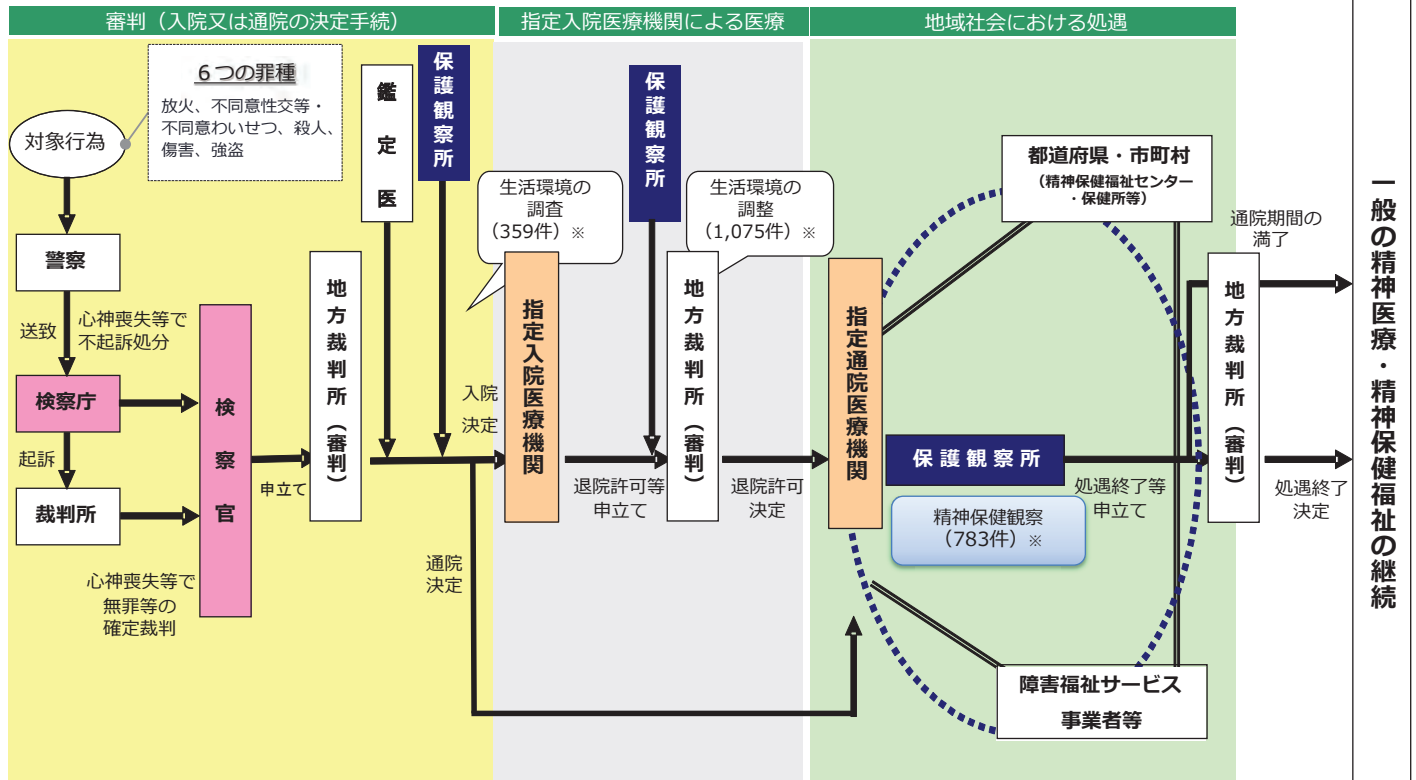 審判（入院又は通院の決定手続）
指定入院医療機関による医療
地域社会における処遇
６つの罪種
放火、不同意性交等・
不同意わいせつ、殺人、
傷害、強盗
対象行為
警察
送致
心神喪失等で
不起訴処分
検察庁
起訴
裁判所
心神喪失等で
無罪等の
確定裁判
検察官
申立て
地方裁判所（審判）
鑑定医
保護観察所
生活環境の
調査
（359件）※
入院
決定
通院
決定
指定入院医療機関
退院許可等
申立て
保護観察所
生活環境の
調整
（1,075件）※
地方裁判所（審判）
退院許可
決定
指定通院医療機関
都道府県・市町村
（精神保健福祉センター
・保健所等）
保護観察所
精神保健観察
（783件）※
処遇終了等
申立て
障害福祉サービス
事業者等
通院期間の
満了
地方裁判所（審判）
処遇終了
決定
一般の精神医療・精神保健福祉の継続